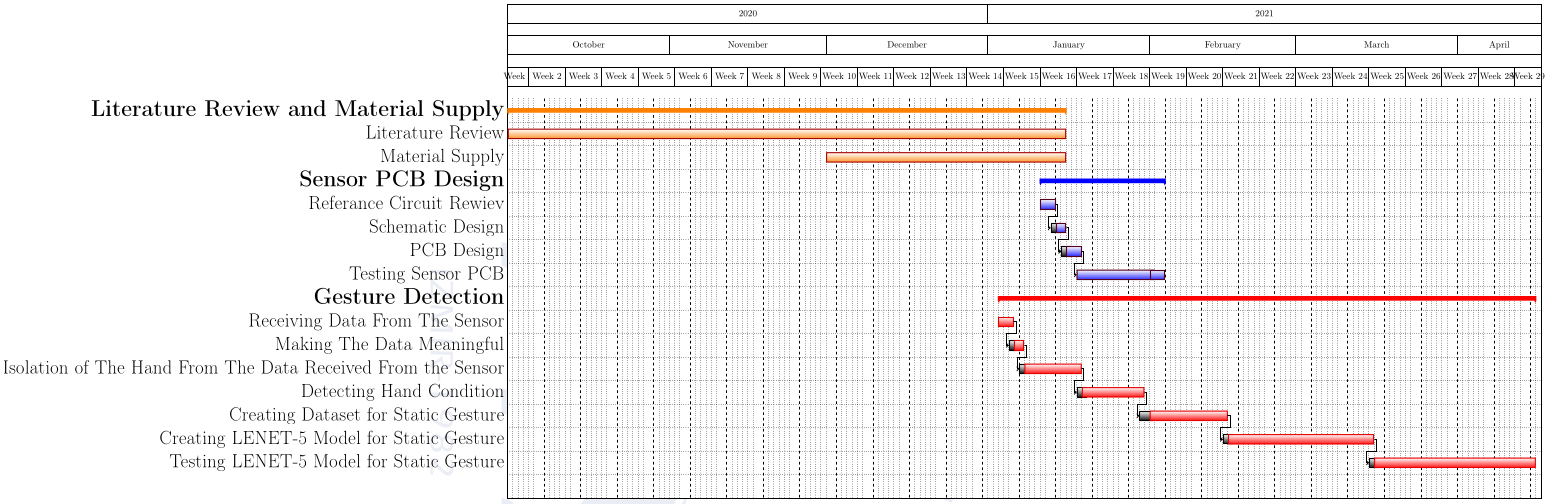 2020 2021
October November December January February March April
Week Week 2 Week 3 Week 4 Week 5 Week 6 Week 7 Week 8 Week 9 Week 10 Week 11 Week 12 Week 13 Week 14 Week 15 Week 16 Week 17 Week 18 Week 19 Week 20 Week 21 Week 22 Week 23 Week 24 Week 25 Week 26 Week 27 Week 28 Week 29
Literature Review and Material Supply
Literature Review
Material Supply
Sensor PCB Design
Referance Circuit Rewiev
Schematic Design
PCB Design
Testing Sensor PCB
Gesture Detection
Receiving Data From The Sensor
Making The Data Meaningful
Isolation of The Hand From The Data Received From the Sensor
Detecting Hand Condition
Creating Dataset for Static Gesture
Creating LENET-5 Model for Static Gesture
Testing LENET-5 Model for Static Gesture